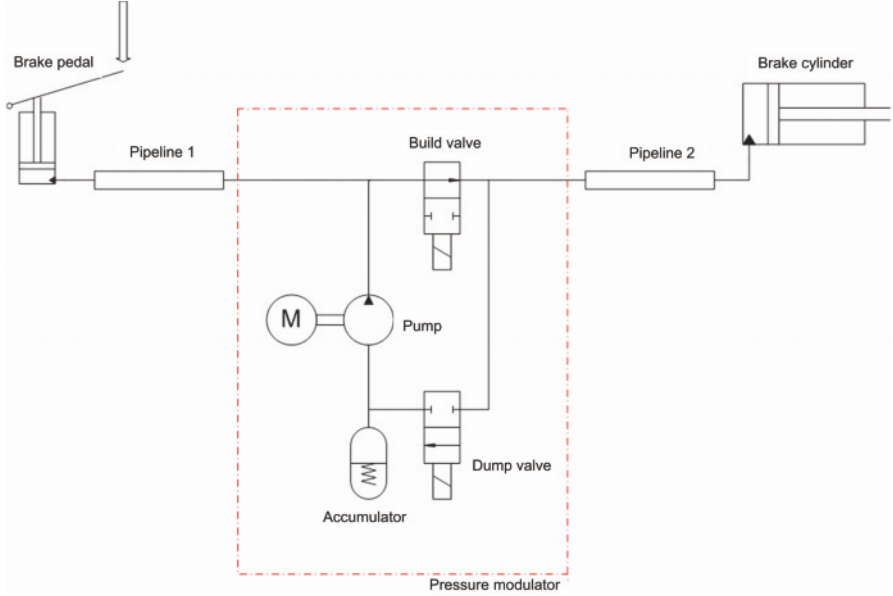 Brake pedal
Brake cylinder
Pipeline 1
Build valve
Pipeline 2
M
Pump
Dump valve
Accumulator
Pressure modulator